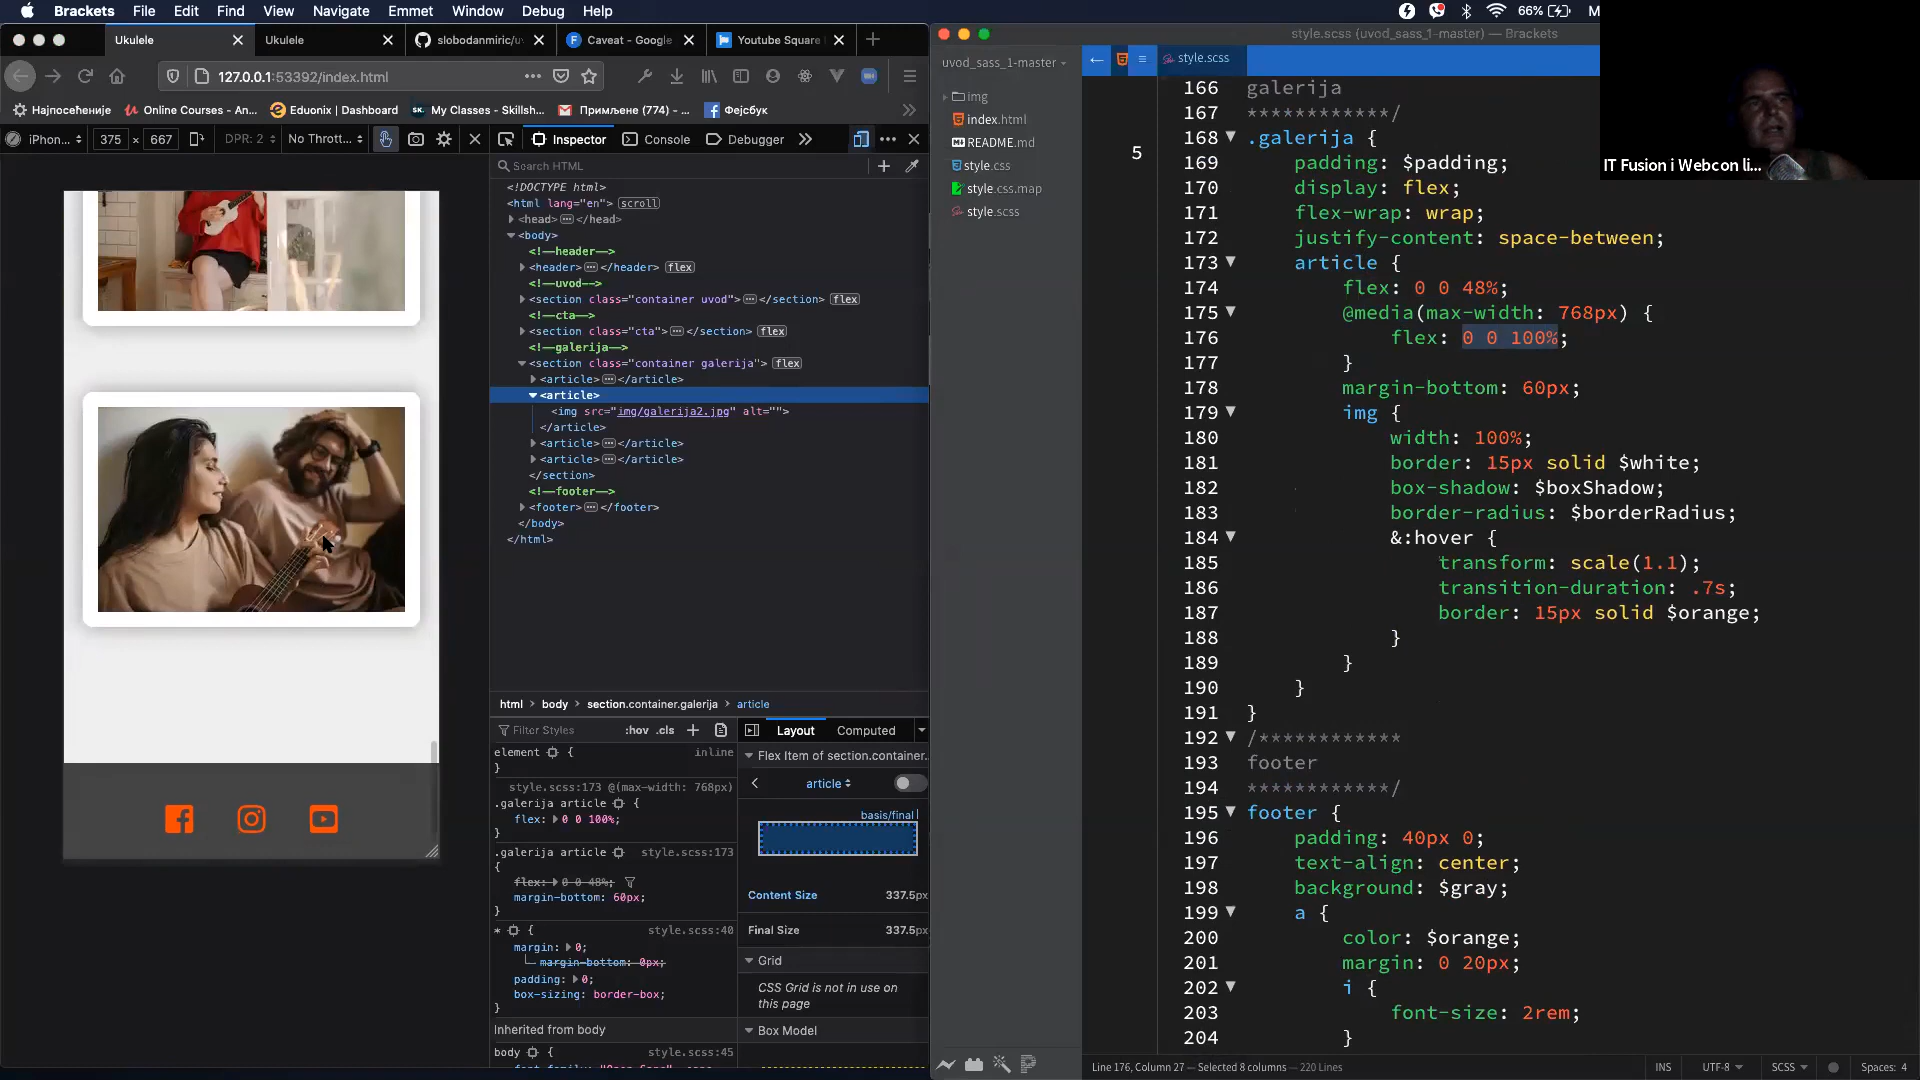 Brackets File Edit Find View Navigate Emmet Window Debug Help 66%
Ukulele Ukulele slobodanmiric/u Caveat - Google Youtube Square
style.scss (uvod_sass_1-master) — Brackets
127.0.0.1:53392/index.html
Најпосећеније Online Courses - An... Eduonix | Dashboard My Classes - Skillsh... Примљене (774) -... Фејсбук
iPhon... 375 × 667 DPR: 2 No Thrott... Inspector Console Debugger
Search HTML
<!DOCTYPE html>
<html lang="en"> scroll
<head> </head>
<body>
<!--header-->
<header> </header> flex
<!--uvod-->
<section class="container uvod"> </section> flex
<!--cta-->
<section class="cta"> </section> flex
<!--galerija-->
<section class="container galerija"> flex
<article> </article>
<article>
<img src="img/galerija2.jpg" alt="">
</article>
<article> </article>
<article> </article>
</section>
<!--footer-->
<footer> </footer>
</body>
</html>
html body section.container.galerija article
Filter Styles :hov .cls
element { inline
}
style.scss:173 @(max-width: 768px)
.galerija article {
flex: 0 0 100%;
}
.galerija article style.scss:173
{
flex: 0 0 48%;
margin-bottom: 60px;
}
* { style.scss:40
margin: 0;
margin-bottom: 0px;
padding: 0;
box-sizing: border-box;
}
Inherited from body
body { style.scss:45
Layout Computed
Flex Item of section.container.
article
basis/final
Content Size 337.5px
Final Size 337.5px
Grid
CSS Grid is not in use on
this page
Box Model
uvod_sass_1-master
img
index.html
README.md
style.css
style.css.map
style.scss
5
style.scss
166 galerija
167 ************/
168 .galerija {
169 padding: $padding;
170 display: flex;
171 flex-wrap: wrap;
172 justify-content: space-between;
173 article {
174 flex: 0 0 48%;
175 @media(max-width: 768px) {
176 flex: 0 0 100%;
177 }
178 margin-bottom: 60px;
179 img {
180 width: 100%;
181 border: 15px solid $white;
182 box-shadow: $boxShadow;
183 border-radius: $borderRadius;
184 &:hover {
185 transform: scale(1.1);
186 transition-duration: .7s;
187 border: 15px solid $orange;
188 }
189 }
190 }
191 }
192 /************
193 footer
194 ************/
195 footer {
196 padding: 40px 0;
197 text-align: center;
198 background: $gray;
199 a {
200 color: $orange;
201 margin: 0 20px;
202 i {
203 font-size: 2rem;
204 }
Line 176, Column 27 — Selected 8 columns — 220 Lines INS UTF-8 SCSS Spaces: 4
IT Fusion i Webcon li...